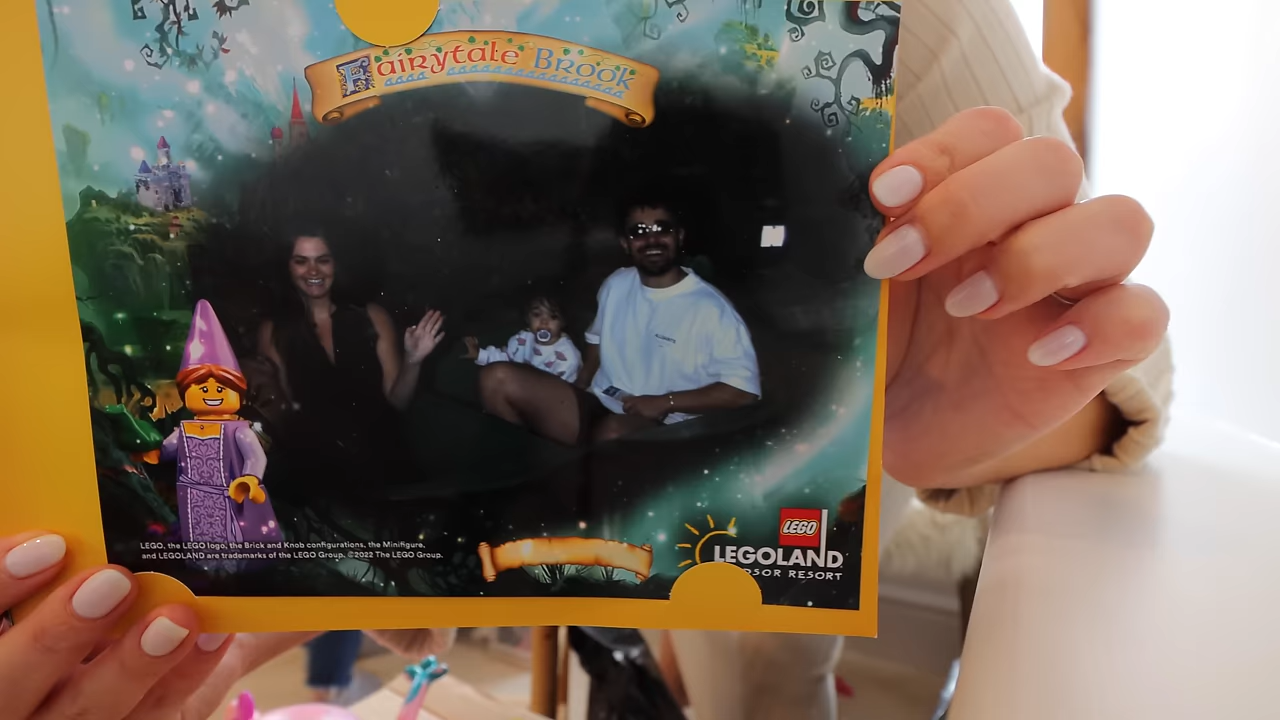 Fairytale Brook
LEGO
LEGOLAND
RESORT
LEGO, the LEGO logo, the Brick and Knob configurations, the Minifigure,
and LEGOLAND are trademarks of the LEGO Group. ©2022 The LEGO Group.